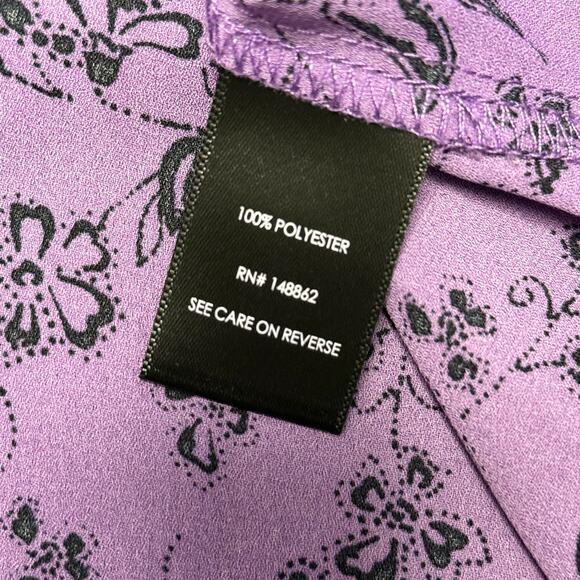 100% POLYESTER
RN# 148862
SEE CARE ON REVERSE